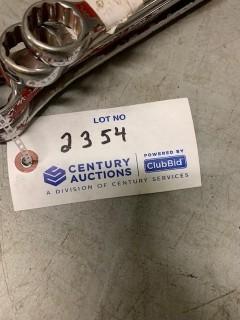 LOT NO
2354
CENTURY
AUCTIONS
POWERED BY
ClubBid
A DIVISION OF CENTURY SERVICES